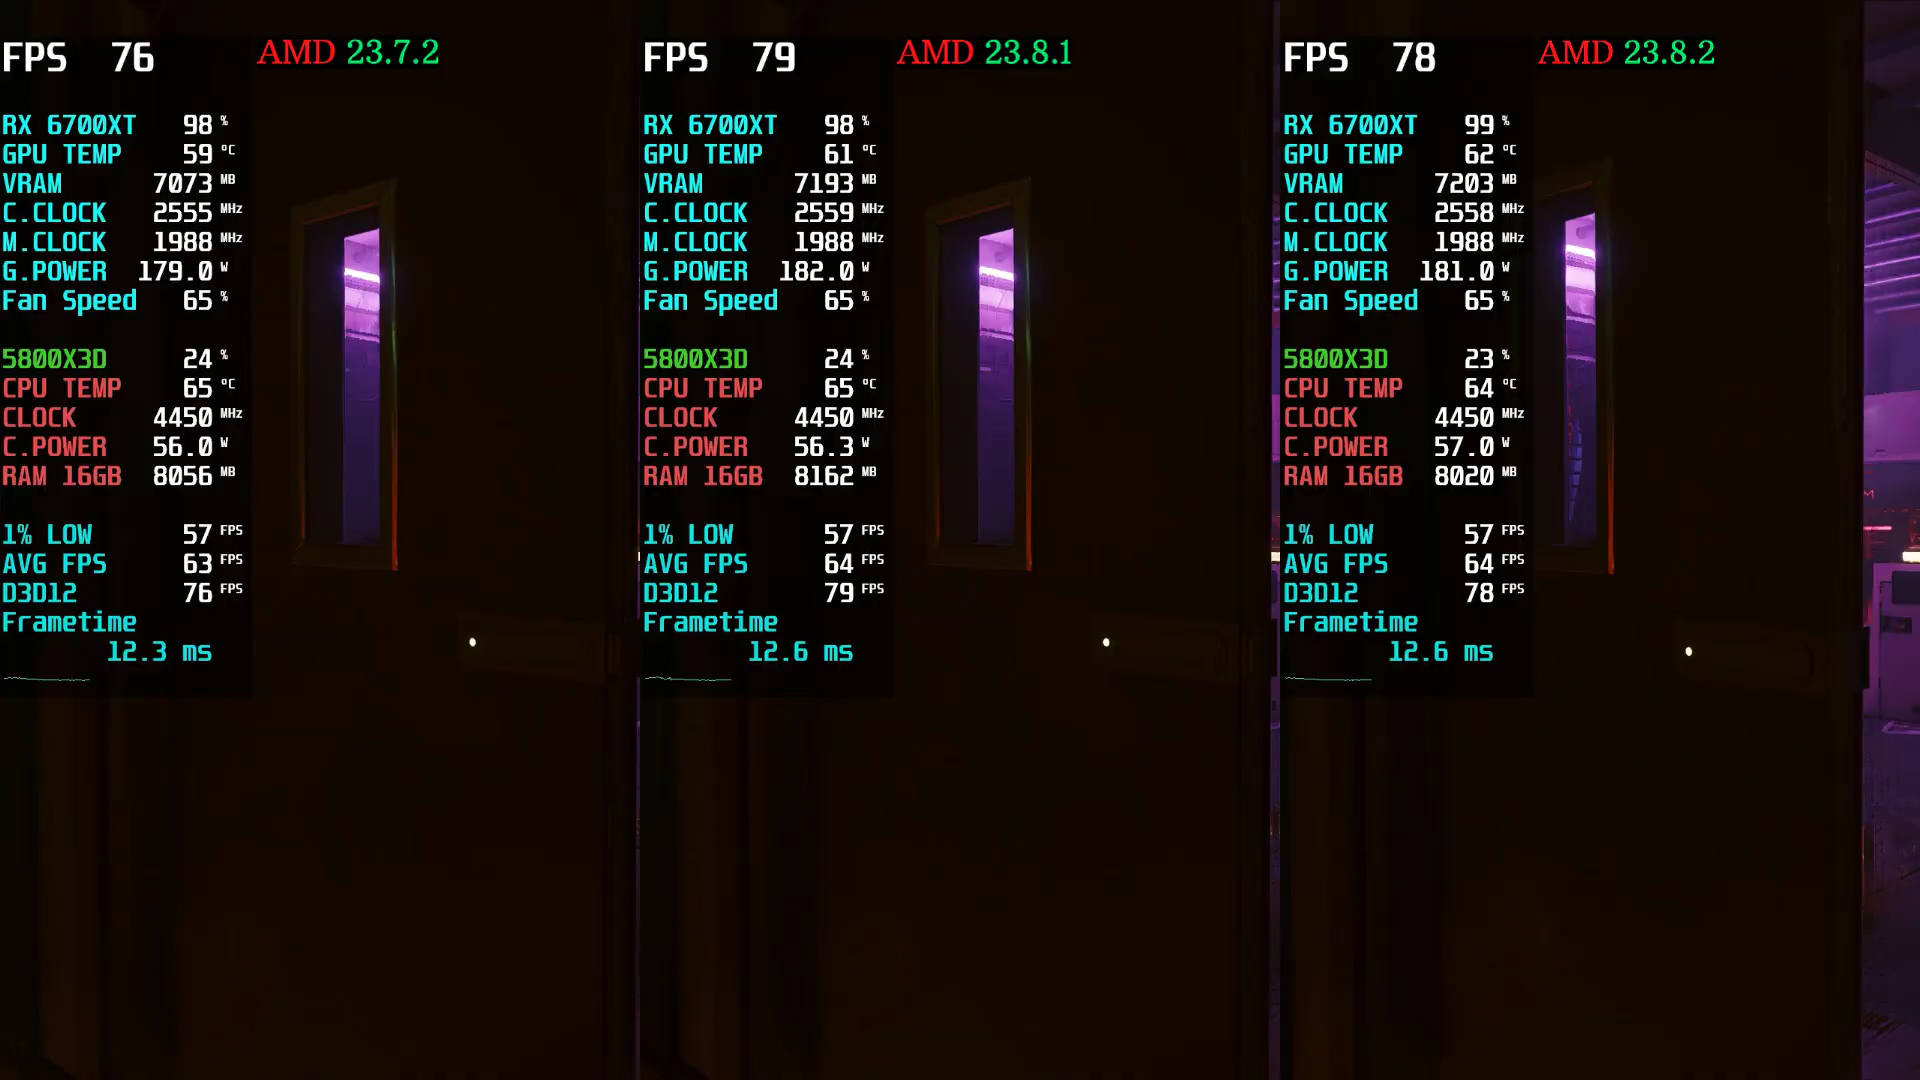 FPS 76 AMD 23.7.2
RX 6700XT 98 %
GPU TEMP 59 °C
VRAM 7073 MB
C.CLOCK 2555 MHz
M.CLOCK 1988 MHz
G.POWER 179.0 W
Fan Speed 65 %
5800X3D 24 %
CPU TEMP 65 °C
CLOCK 4450 MHz
C.POWER 56.0 W
RAM 16GB 8056 MB
1% LOW 57 FPS
AVG FPS 63 FPS
D3D12 76 FPS
Frametime
12.3 ms
FPS 79 AMD 23.8.1
RX 6700XT 98 %
GPU TEMP 61 °C
VRAM 7193 MB
C.CLOCK 2559 MHz
M.CLOCK 1988 MHz
G.POWER 182.0 W
Fan Speed 65 %
5800X3D 24 %
CPU TEMP 65 °C
CLOCK 4450 MHz
C.POWER 56.3 W
RAM 16GB 8162 MB
1% LOW 57 FPS
AVG FPS 64 FPS
D3D12 79 FPS
Frametime
12.6 ms
FPS 78 AMD 23.8.2
RX 6700XT 99 %
GPU TEMP 62 °C
VRAM 7203 MB
C.CLOCK 2558 MHz
M.CLOCK 1988 MHz
G.POWER 181.0 W
Fan Speed 65 %
5800X3D 23 %
CPU TEMP 64 °C
CLOCK 4450 MHz
C.POWER 57.0 W
RAM 16GB 8020 MB
1% LOW 57 FPS
AVG FPS 64 FPS
D3D12 78 FPS
Frametime
12.6 ms